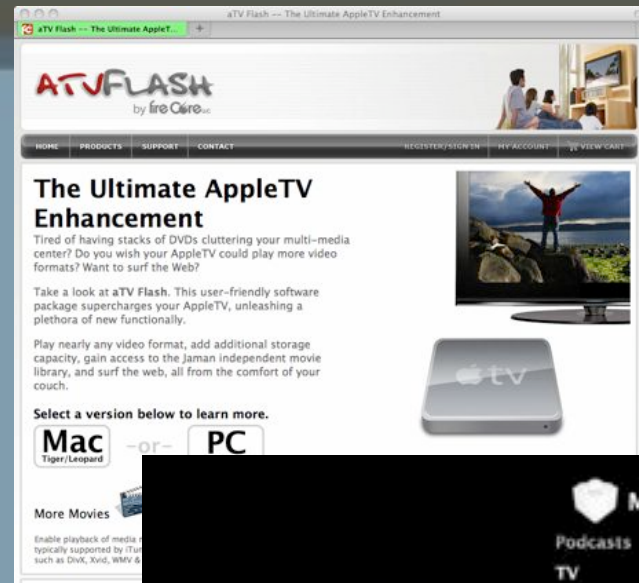 aTV Flash -- The Ultimate AppleTV Enhancement
aTV Flash -- The Ultimate AppleT...
ATVFLASH
by fire Core LLC
HOME PRODUCTS SUPPORT CONTACT REGISTER/SIGN IN MY ACCOUNT VIEW CART
The Ultimate AppleTV
Enhancement
Tired of having stacks of DVDs cluttering your multi-media
center? Do you wish your AppleTV could play more video
formats? Want to surf the Web?
Take a look at aTV Flash. This user-friendly software
package supercharges your AppleTV, unleashing a
plethora of new functionally.
Play nearly any video format, add additional storage
capacity, gain access to the Jaman independent movie
library, and surf the web, all from the comfort of your
couch.
tv
Select a version below to learn more.
Mac -or- PC
Tiger/Leopard
More Movies
Enable playback of media
typically supported by
such as DivX, Xvid, WMV &
Podcasts
TV